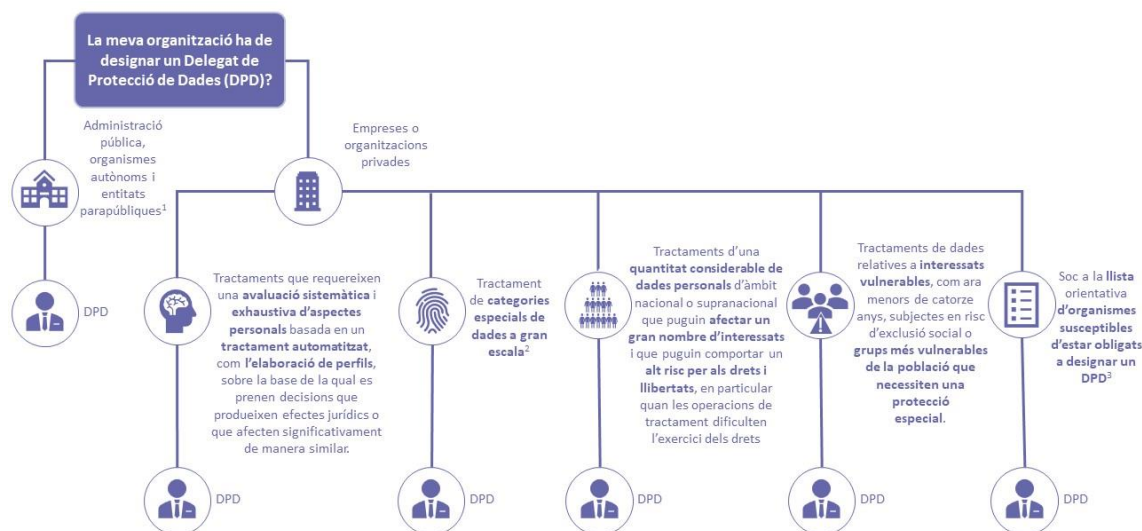 La meva organització ha de
designar un Delegat de
Protecció de Dades (DPD)?
Administració
pública,
organismes
autònoms i
entitats
parapúbliques1
DPD
Empreses o
organitzacions
privades
Tractaments que requereixen
una avaluació sistemàtica i
exhaustiva d'aspectes
personals basada en un
tractament automatitzat,
com l'elaboració de perfils,
sobre la base de la qual es
prenen decisions que
produeixen efectes jurídics o
que afecten significativament
de manera similar.
DPD
Tractament
de categories
especials de
dades a gran
escala2
DPD
Tractaments d'una
quantitat considerable de
dades personals d'àmbit
nacional o supranacional
que puguin afectar un
gran nombre d'interessats
i que puguin comportar un
alt risc per als drets i
llibertats, en particular
quan les operacions de
tractament dificulten
l'exercici dels drets
DPD
Tractaments de dades
relatives a interessats
vulnerables, com ara
menors de catorze
anys, subjectes en risc
d'exclusió social o
grups més vulnerables
de la població que
necessiten una
protecció
especial.
DPD
Soc a la llista
orientativa
d'organismes
susceptibles
d'estar obligats
a designar un
DPD3
DPD